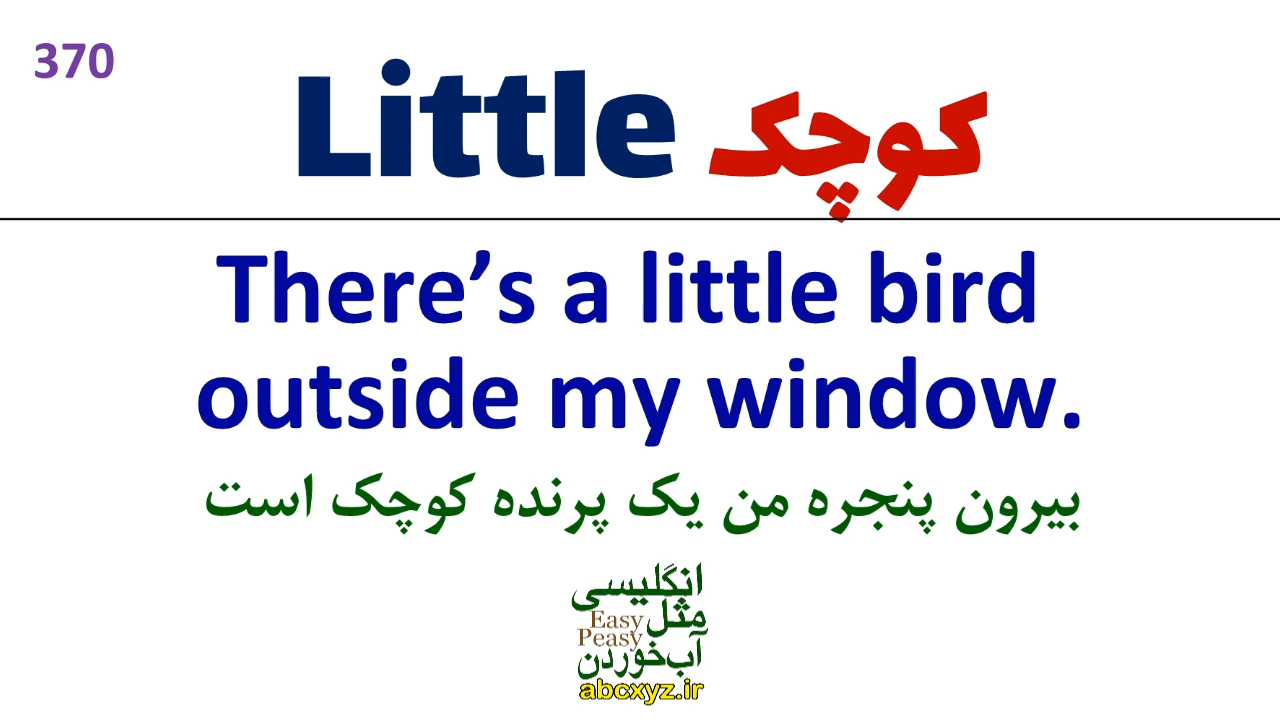 370
Little کوچک
There’s a little bird
outside my window.
بیرون پنجره من یک پرنده کوچک است
انگلیسی
مثل
Easy
Peasy
آب‌خوردن
abcxyz.ir